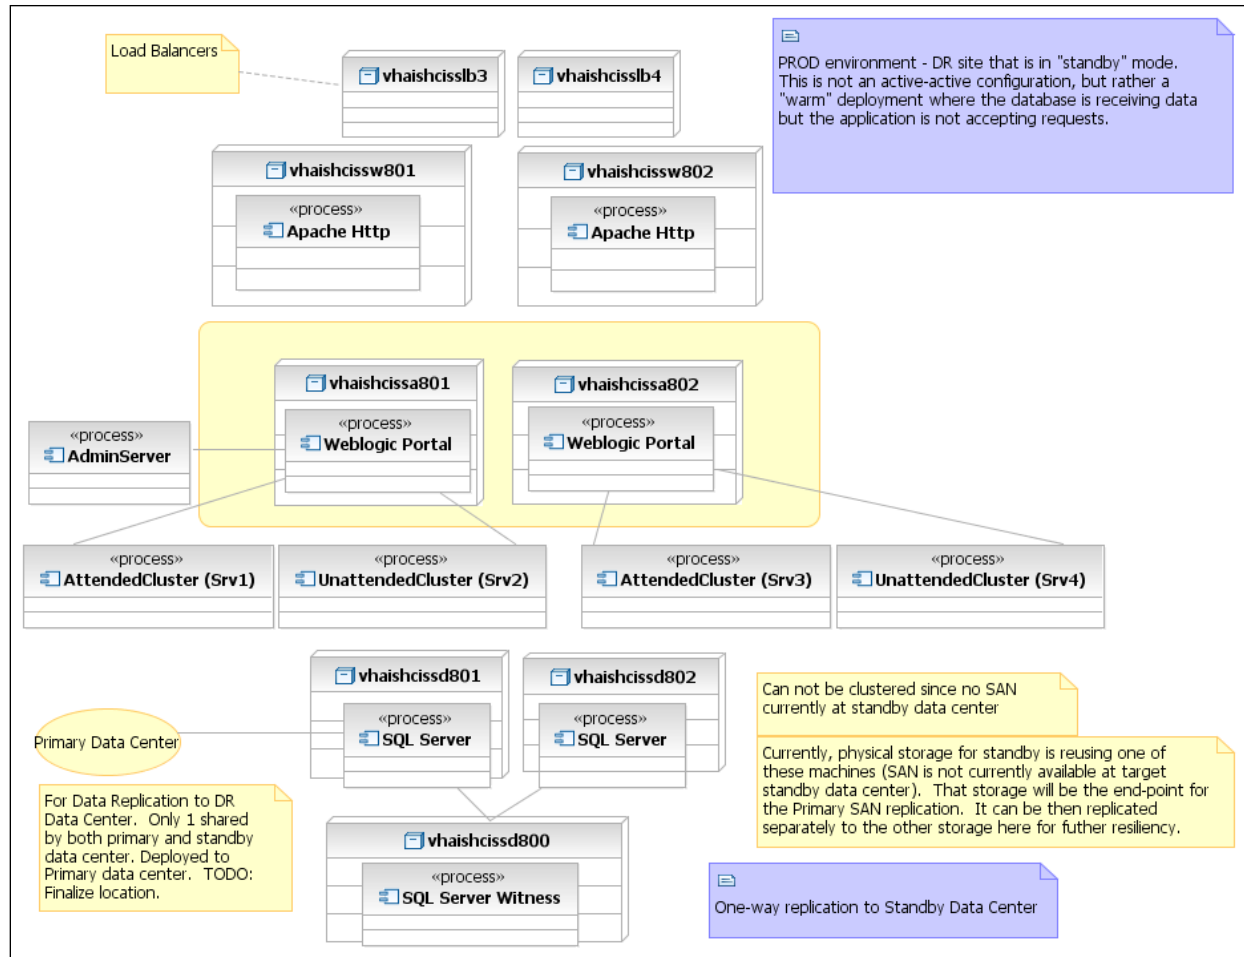 Load Balancers
vhaishcisslb3
vhaishcisslb4
PROD environment - DR site that is in "standby" mode.
This is not an active-active configuration, but rather a
"warm" deployment where the database is receiving data
but the application is not accepting requests.
vhaishcissw801
«process»
Apache Http
vhaishcissw802
«process»
Apache Http
vhaishcissa801
«process»
Weblogic Portal
vhaishcissa802
«process»
Weblogic Portal
«process»
AdminServer
«process»
AttendedCluster (Srv1)
«process»
UnattendedCluster (Srv2)
«process»
AttendedCluster (Srv3)
«process»
UnattendedCluster (Srv4)
vhaishcissd801
«process»
SQL Server
vhaishcissd802
«process»
SQL Server
Primary Data Center
Can not be clustered since no SAN
currently at standby data center
Currently, physical storage for standby is reusing one of
these machines (SAN is not currently available at target
standby data center).  That storage will be the end-point for
the Primary SAN replication.  It can be then replicated
separately to the other storage here for futher resiliency.
For Data Replication to DR
Data Center.  Only 1 shared
by both primary and standby
data center. Deployed to
Primary data center.  TODO:
Finalize location.
vhaishcissd800
«process»
SQL Server Witness
One-way replication to Standby Data Center